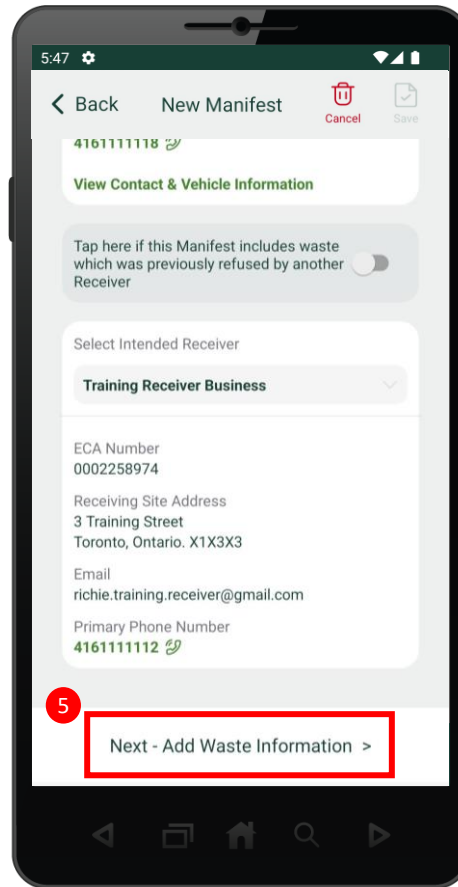 5:47
Back New Manifest
Cancel Save
4161111118
View Contact & Vehicle Information
Tap here if this Manifest includes waste
which was previously refused by another
Receiver
Select Intended Receiver
Training Receiver Business
ECA Number
0002258974
Receiving Site Address
3 Training Street
Toronto, Ontario. X1X3X3
Email
richie.training.receiver@gmail.com
Primary Phone Number
4161111112
5
Next - Add Waste Information >